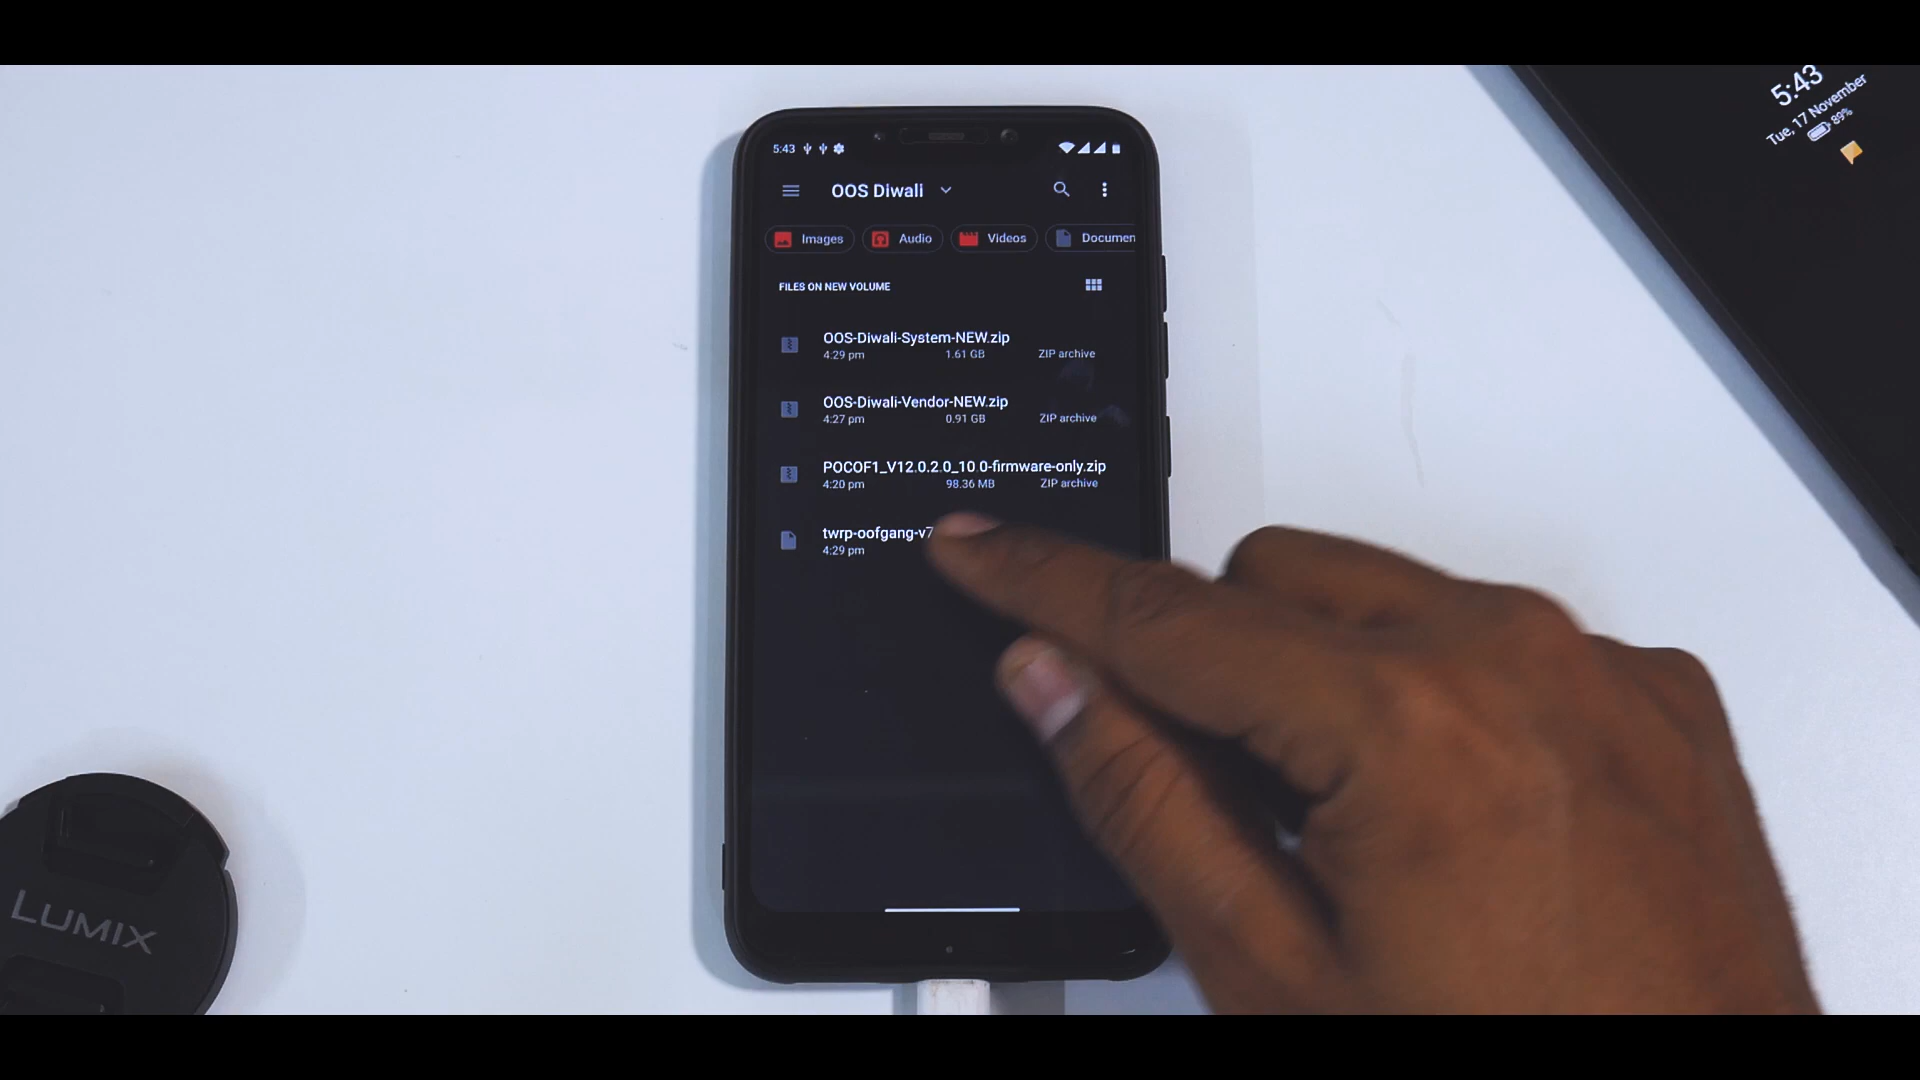 5:43
OOS Diwali
Images
Audio
Videos
Documen
FILES ON NEW VOLUME
OOS-Diwali-System-NEW.zip
4:29 pm 1.61 GB ZIP archive
OOS-Diwali-Vendor-NEW.zip
4:27 pm 0.91 GB ZIP archive
POCOF1_V12.0.2.0_10.0-firmware-only.zip
4:20 pm 98.36 MB ZIP archive
twrp-oofgang-v7
4:29 pm
5:43
Tue, 17 November
89%
LUMIX